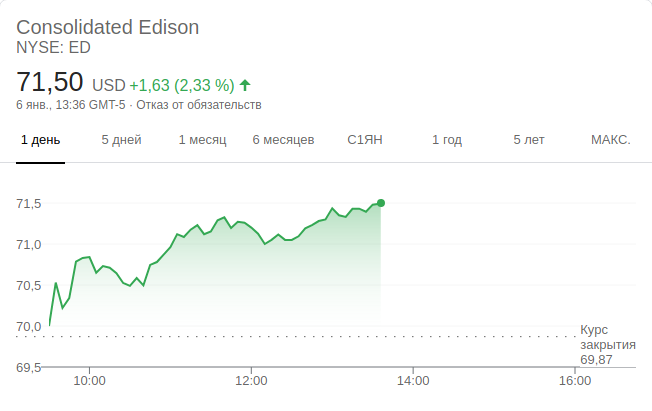 Consolidated Edison
NYSE: ED
71,50 USD +1,63 (2,33 %)
6 янв., 13:36 GMT-5 · Отказ от обязательств
1 день 5 дней 1 месяц 6 месяцев С1ЯН 1 год 5 лет МАКС.
71,5
71,0
70,5
70,0
Курс
закрытия
69,87
69,5
10:00 12:00 14:00 16:00